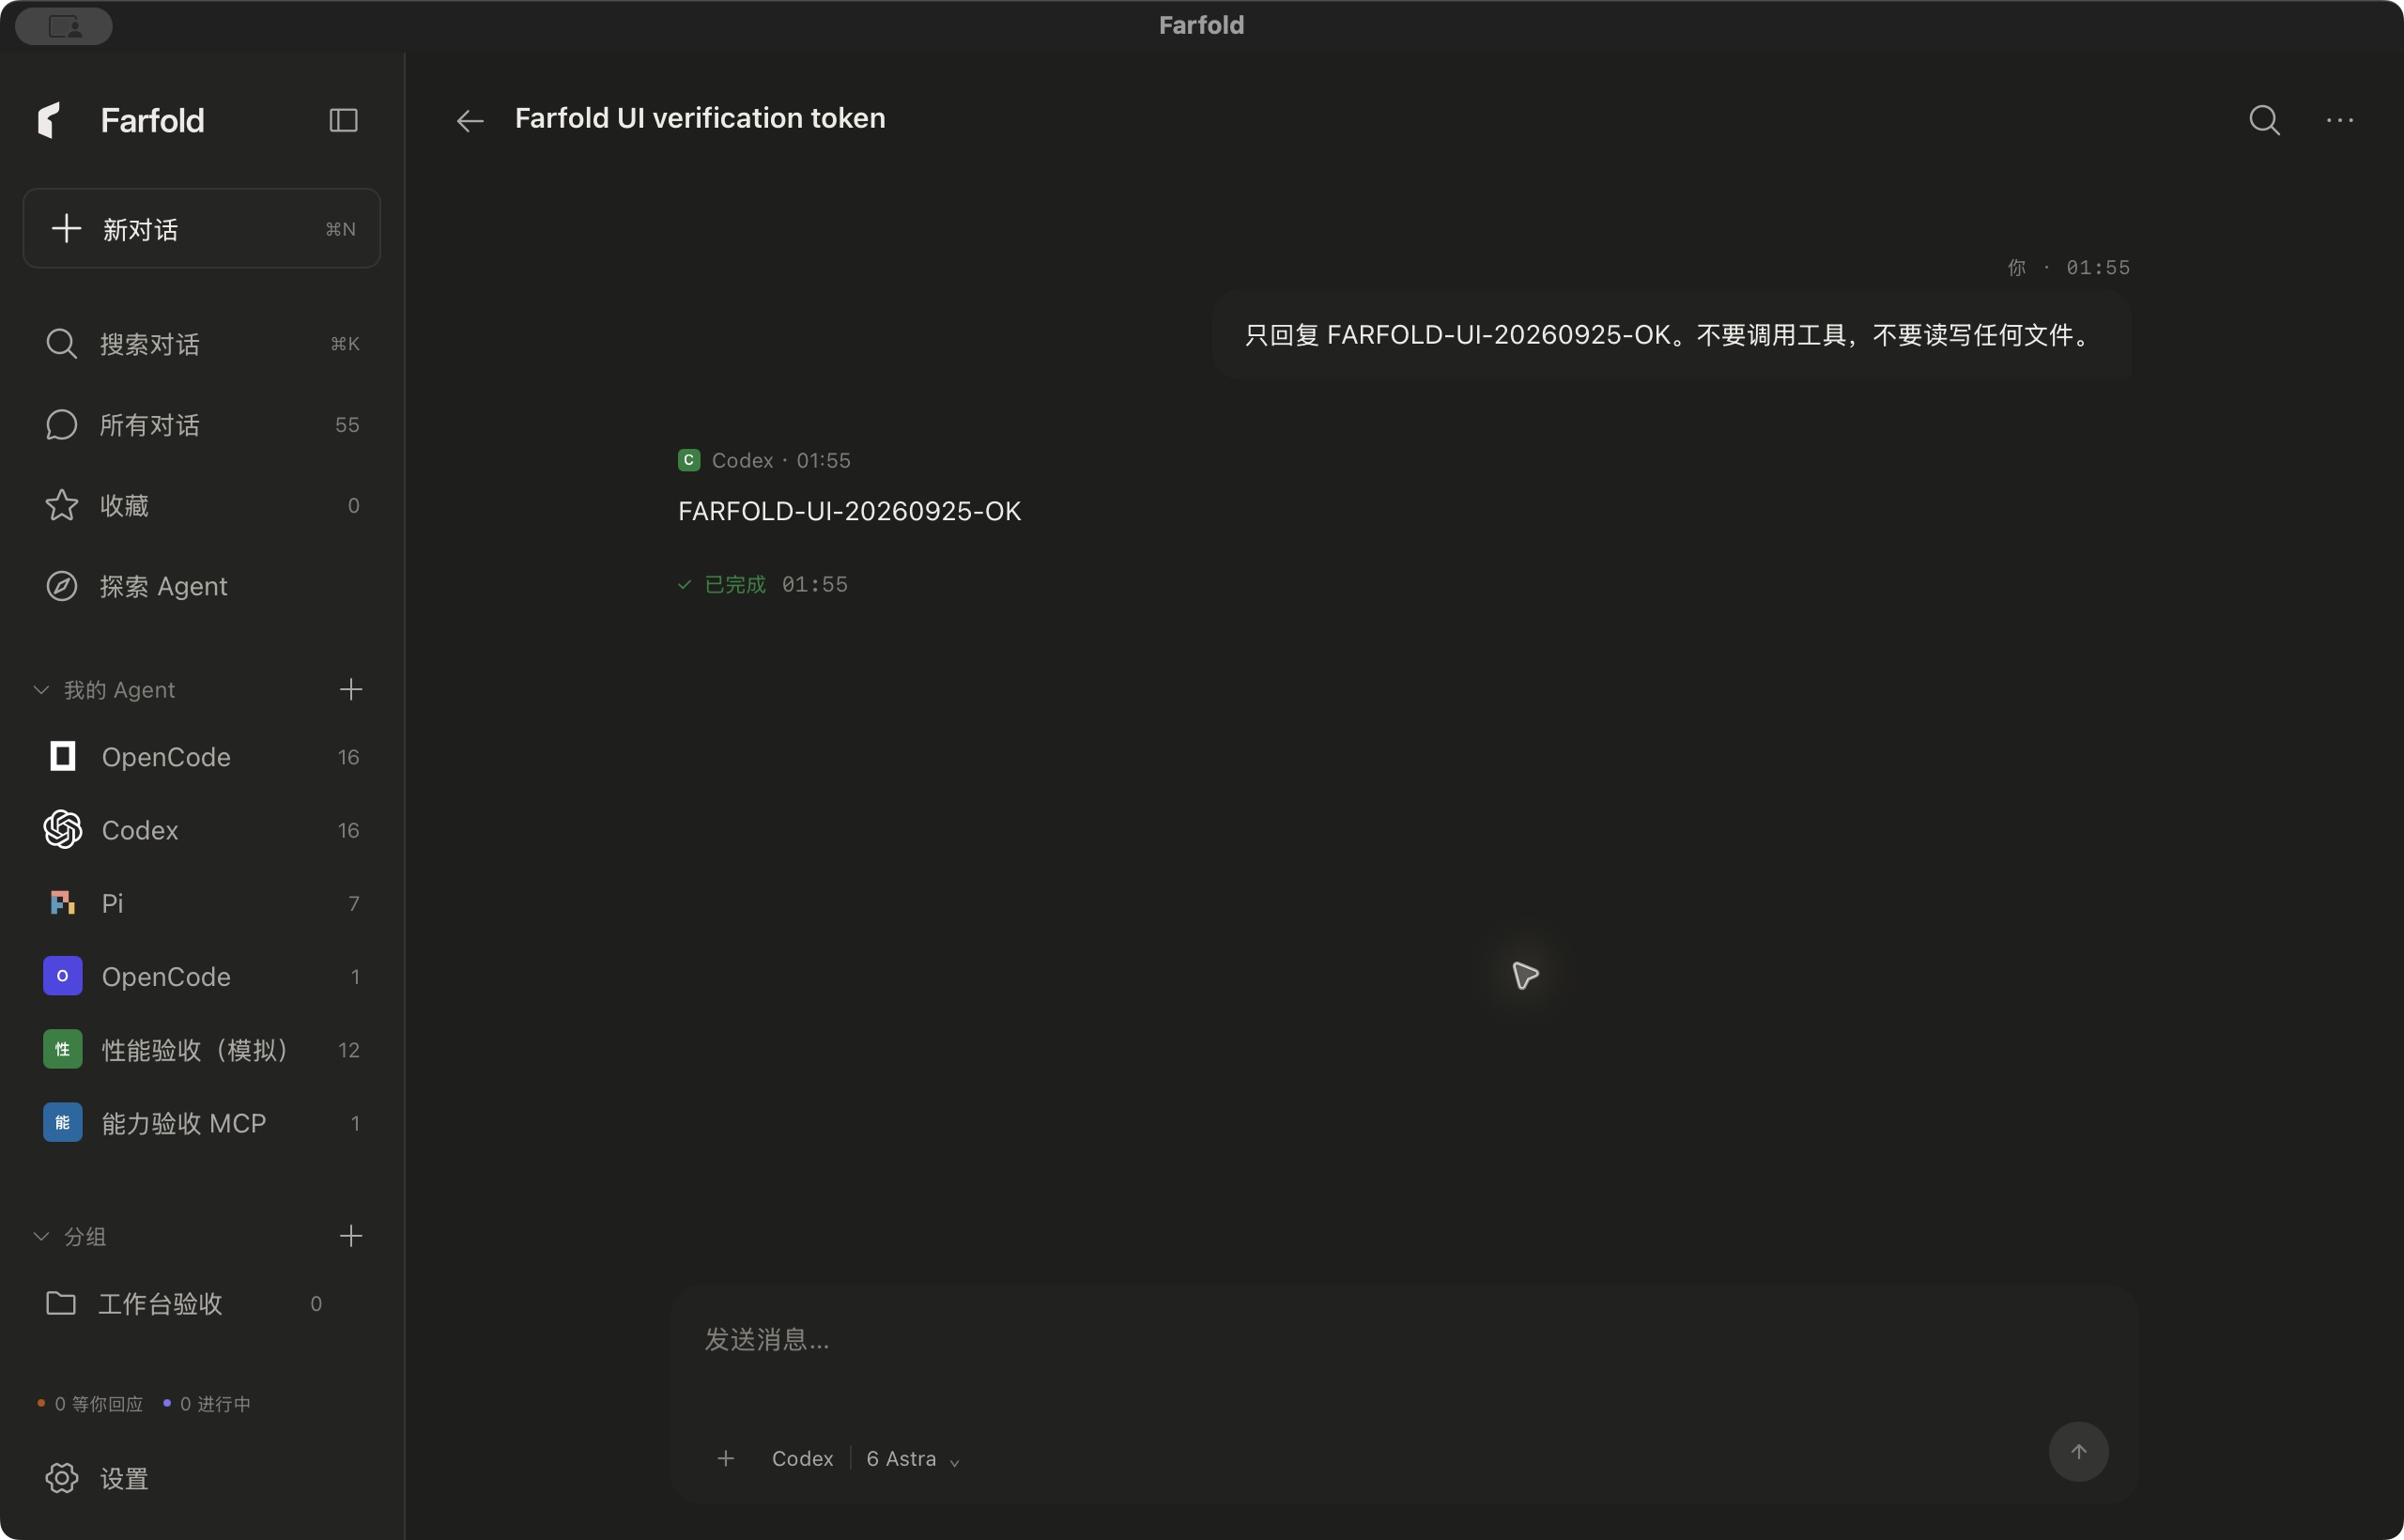 Farfold
Farfold
新对话 ⌘N
搜索对话 ⌘K
所有对话 55
收藏 0
探索 Agent
我的 Agent
OpenCode 16
Codex 16
Pi 7
O OpenCode 1
性 性能验收（模拟） 12
能 能力验收 MCP 1
分组
工作台验收 0
0 等你回应 0 进行中
设置
Farfold UI verification token
你 · 01:55
只回复 FARFOLD-UI-20260925-OK。不要调用工具，不要读写任何文件。
C Codex · 01:55
FARFOLD-UI-20260925-OK
已完成 01:55
发送消息...
Codex 6 Astra